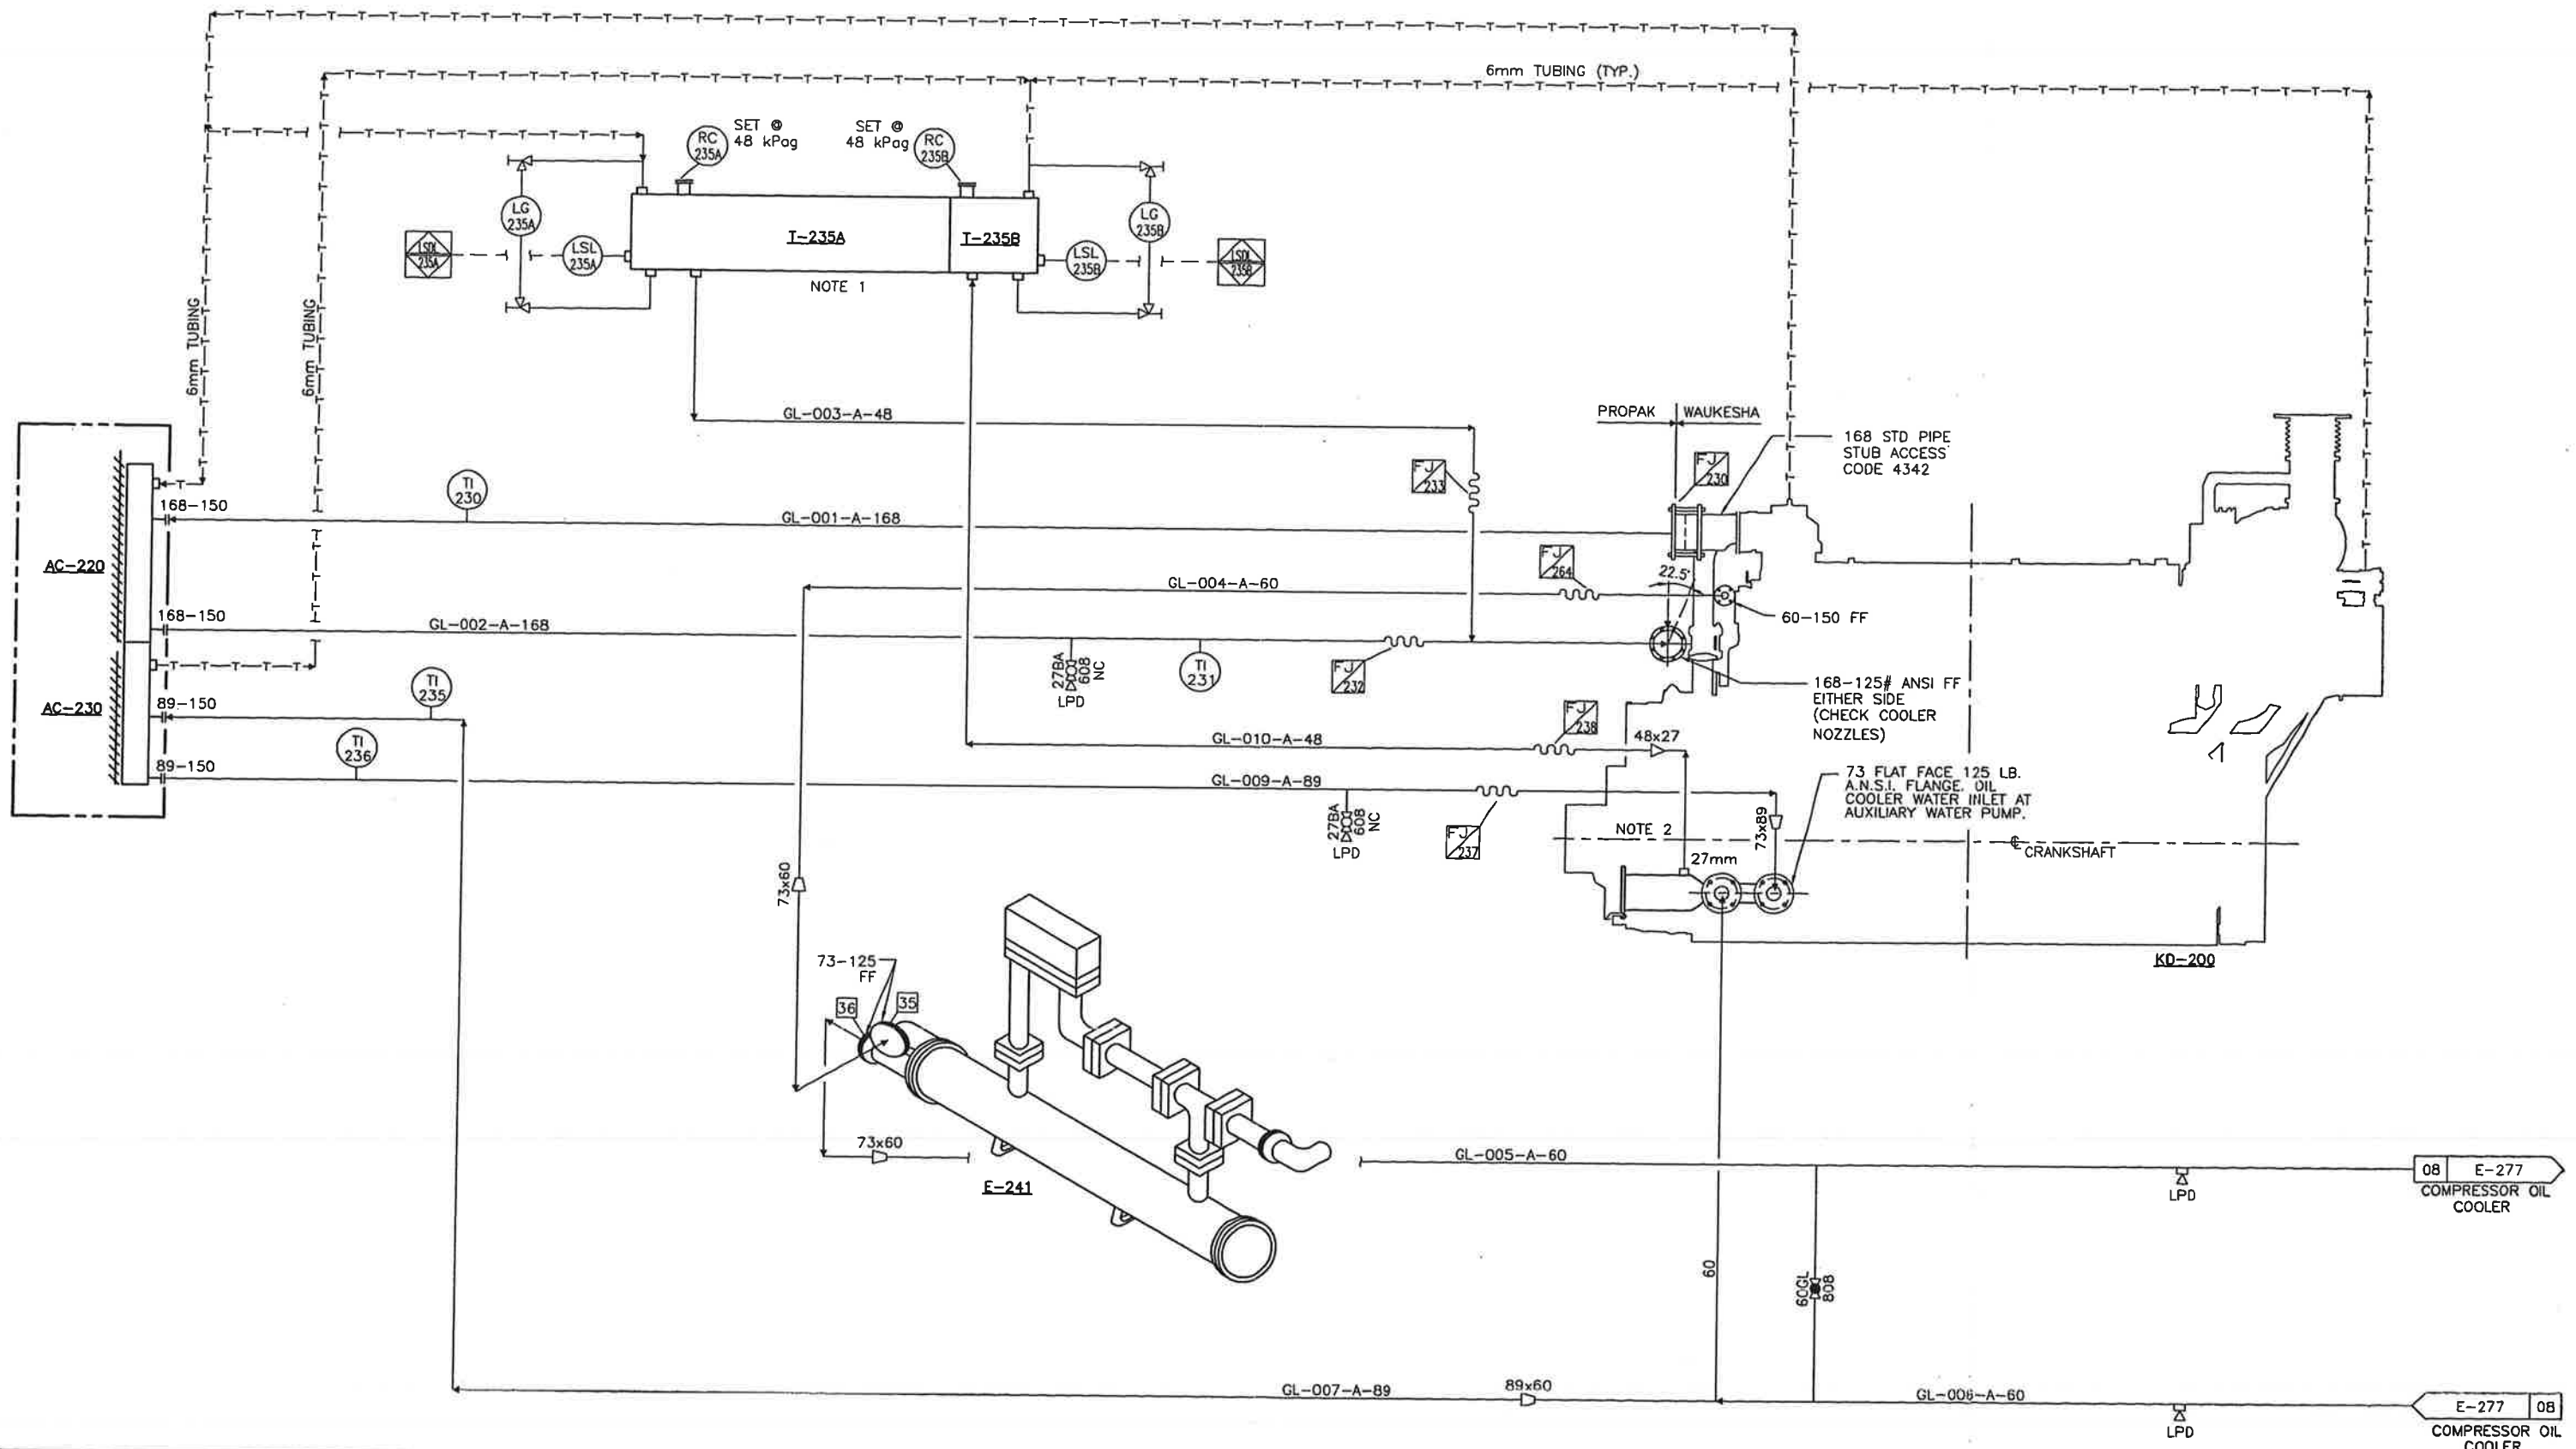 6mm TUBING (TYP.)
SET @
48 kPag
RC
235A
SET @
48 kPag
RC
235B
LG
235A
LSDL
235A
LSL
235A
T-235A
T-235B
LSL
235B
LG
235B
LSDL
235B
NOTE 1
6mm TUBING
6mm TUBING
GL-003-A-48
PROPAK
WAUKESHA
168 STD PIPE
STUB ACCESS
CODE 4342
FJ
233
FJ
230
168-150
TI
230
GL-001-A-168
AC-220
FJ
264
22.5°
GL-004-A-60
60-150 FF
168-150
GL-002-A-168
27BA
608
NC
LPD
TI
231
FJ
232
168-125# ANSI FF
EITHER SIDE
(CHECK COOLER
NOZZLES)
AC-230
89-150
TI
235
TI
236
89-150
GL-010-A-48
FJ
238
48x27
GL-009-A-89
27BA
608
NC
LPD
FJ
237
73 FLAT FACE 125 LB.
A.N.S.I. FLANGE. OIL
COOLER WATER INLET AT
AUXILIARY WATER PUMP.
73x89
NOTE 2
CRANKSHAFT
27mm
73x60
KD-200
73-125
FF
36
35
73x60
E-241
GL-005-A-60
LPD
08
E-277
COMPRESSOR OIL
COOLER
60
60GL
808
GL-007-A-89
89x60
GL-006-A-60
LPD
E-277
08
COMPRESSOR OIL
COOLER